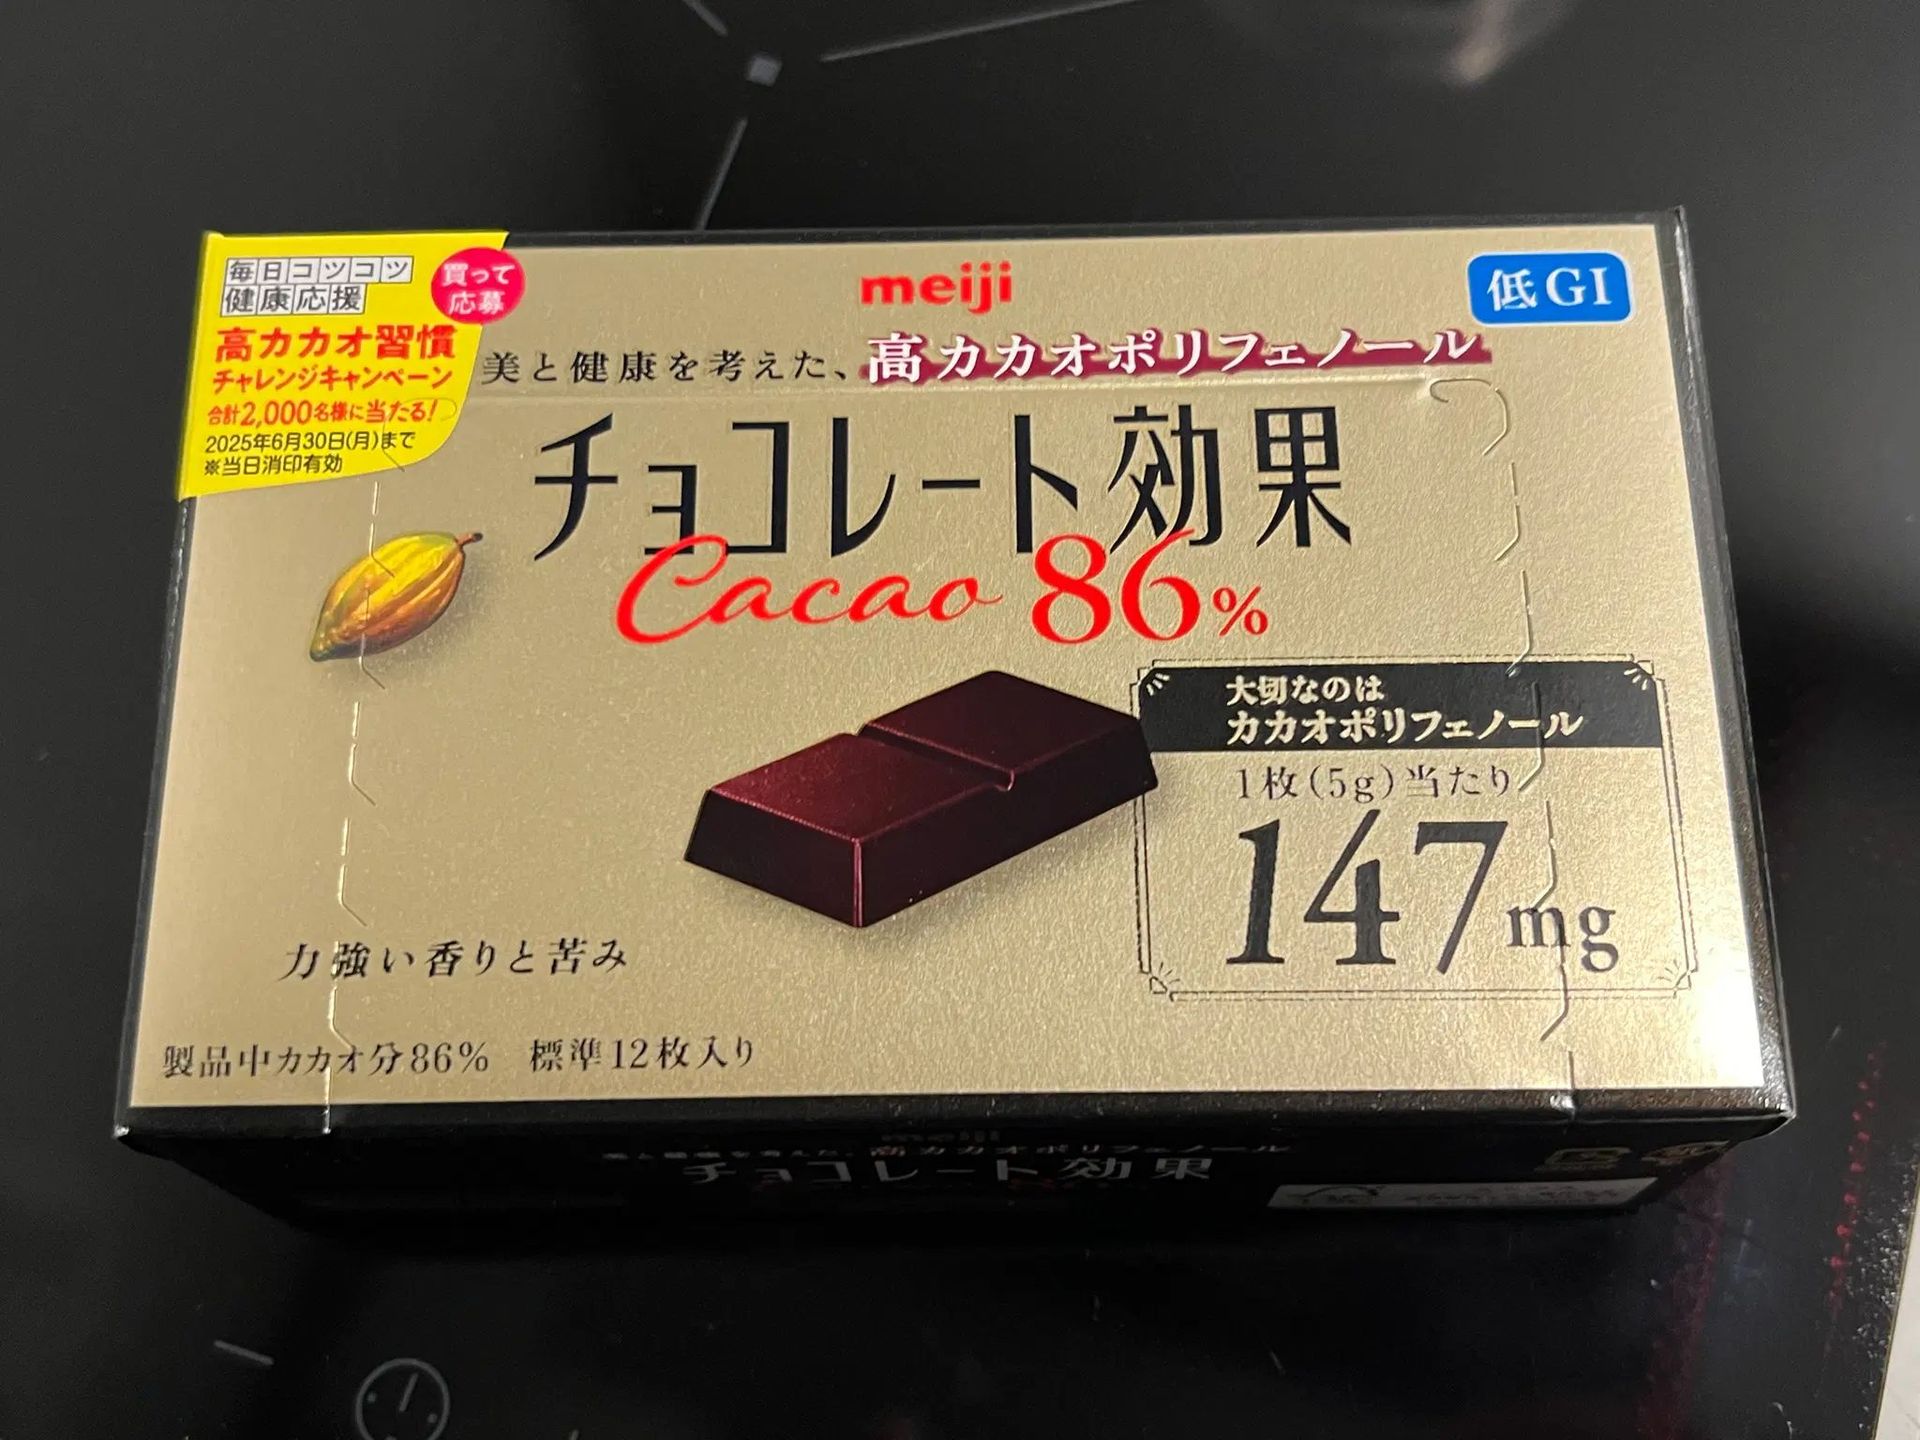 毎日コツコツ
健康応援
買って
応募
高カカオ習慣
チャレンジキャンペーン
合計2,000名様に当たる!
2025年6月30日(月)まで
※当日消印有効
meiji
低GI
美と健康を考えた、高カカオポリフェノール
チョコレート効果
Cacao 86%
大切なのは
カカオポリフェノール
1枚(5g)当たり
147mg
力強い香りと苦み
製品中カカオ分86% 標準12枚入り
meiji
美と健康を考えた、高カカオポリフェノール
チョコレート効果